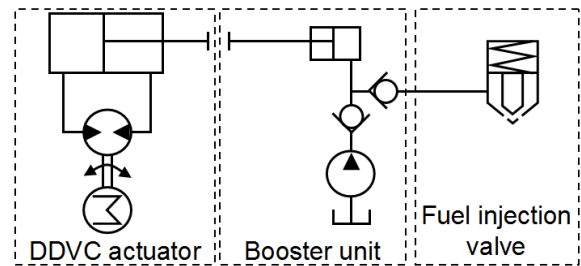 DDVC actuator
Booster unit
Fuel injection
valve